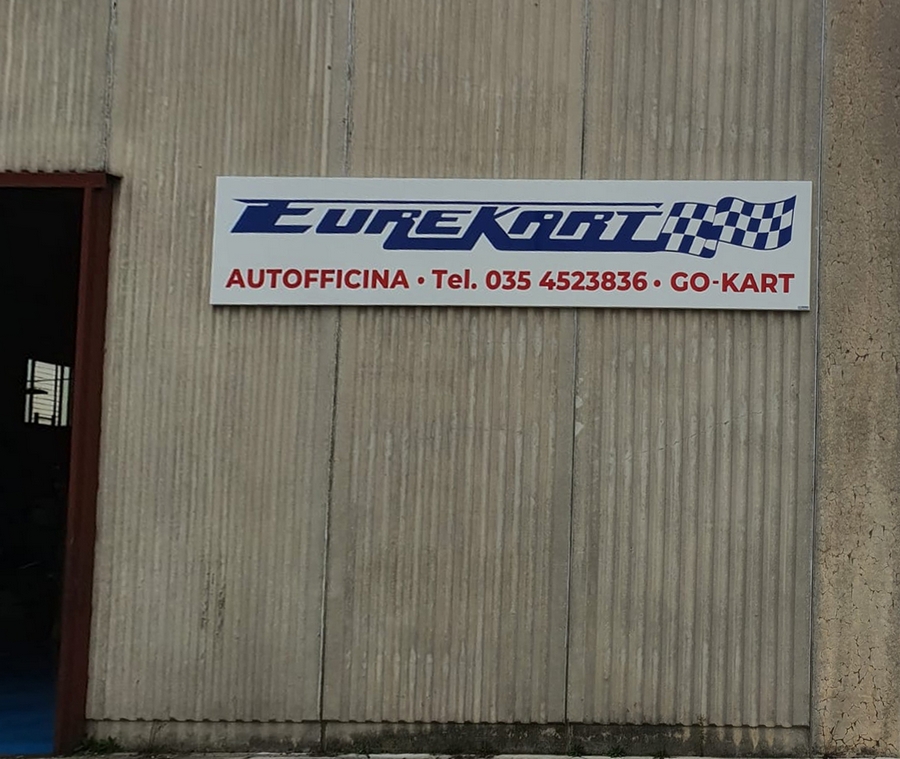 EUREKART
AUTOFFICINA • Tel. 035 4523836 • GO-KART